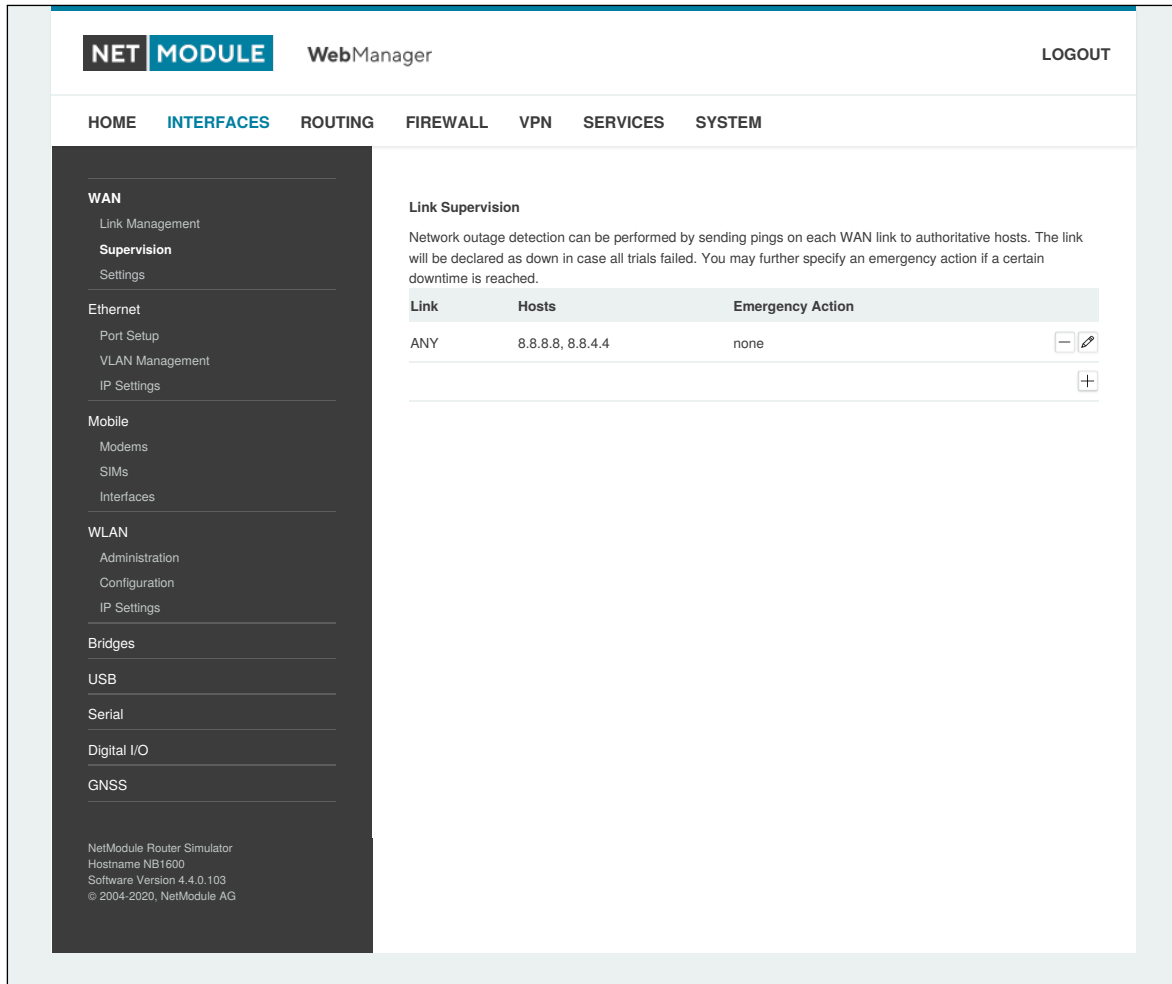 NET MODULE WebManager LOGOUT
HOME INTERFACES ROUTING FIREWALL VPN SERVICES SYSTEM
WAN
Link Management
Supervision
Settings
Ethernet
Port Setup
VLAN Management
IP Settings
Mobile
Modems
SIMs
Interfaces
WLAN
Administration
Configuration
IP Settings
Bridges
USB
Serial
Digital I/O
GNSS
NetModule Router Simulator
Hostname NB1600
Software Version 4.4.0.103
© 2004-2020, NetModule AG
Link Supervision
Network outage detection can be performed by sending pings on each WAN link to authoritative hosts. The link
will be declared as down in case all trials failed. You may further specify an emergency action if a certain
downtime is reached.
Link Hosts Emergency Action
ANY 8.8.8.8, 8.8.4.4 none